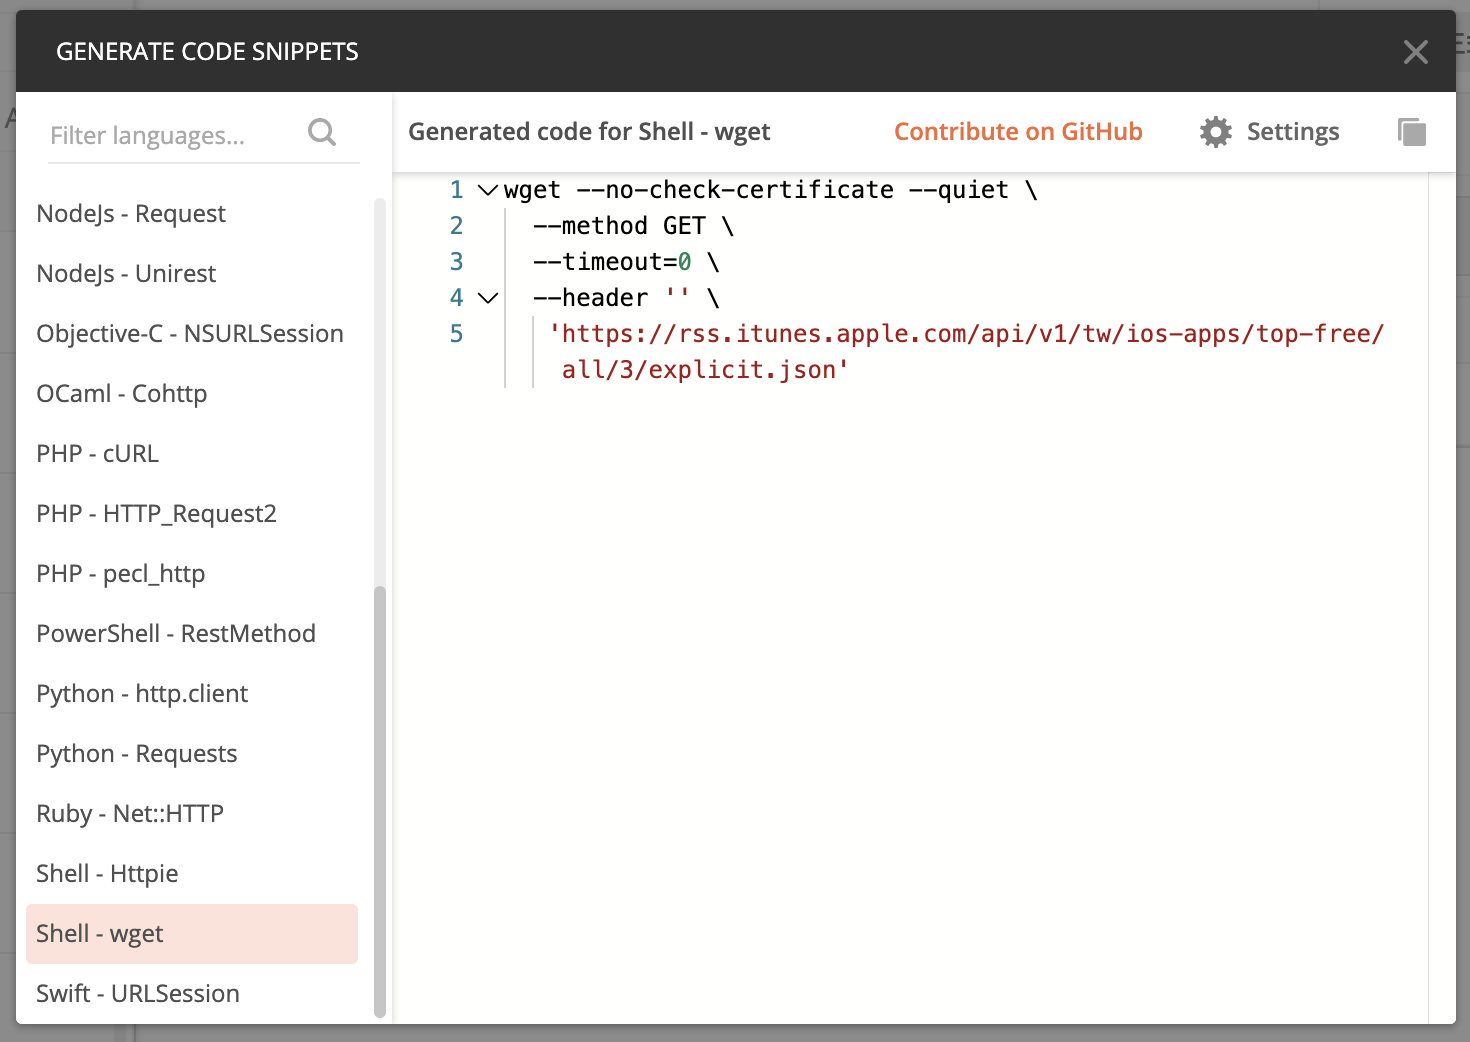 GENERATE CODE SNIPPETS
Filter languages...
NodeJs - Request
NodeJs - Unirest
Objective-C - NSURLSession
OCaml - Cohttp
PHP - cURL
PHP - HTTP_Request2
PHP - pecl_http
PowerShell - RestMethod
Python - http.client
Python - Requests
Ruby - Net::HTTP
Shell - Httpie
Shell - wget
Swift - URLSession
Generated code for Shell - wget
Contribute on GitHub
Settings
1 wget --no-check-certificate --quiet \
2 --method GET \
3 --timeout=0 \
4 --header '' \
5 'https://rss.itunes.apple.com/api/v1/tw/ios-apps/top-free/
all/3/explicit.json'